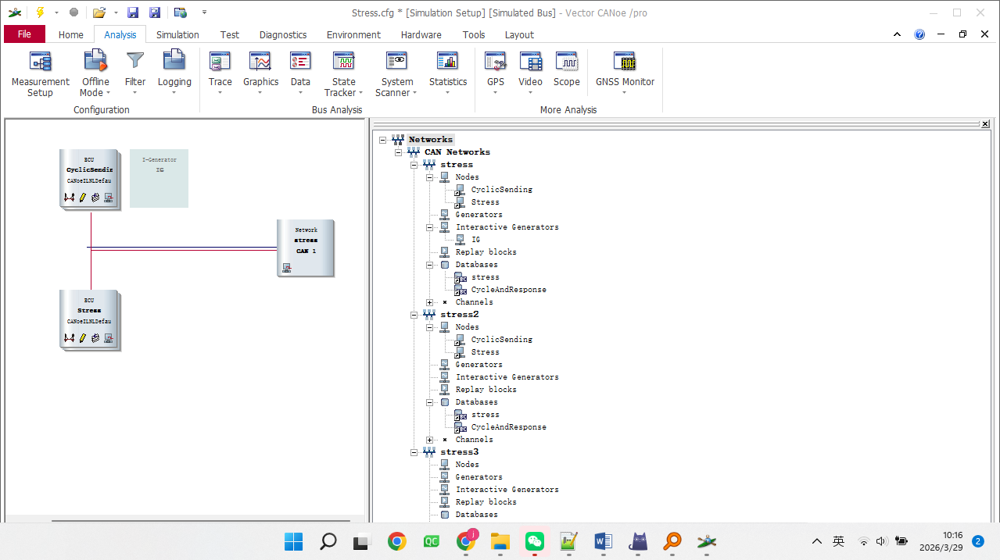 Stress.cfg * [Simulation Setup] [Simulated Bus] - Vector CANoe /pro
File Home Analysis Simulation Test Diagnostics Environment Hardware Tools Layout
Measurement Setup
Offline Mode
Filter
Logging
Trace
Graphics
Data
State Tracker
System Scanner
Statistics
GPS
Video
Scope
GNSS Monitor
Configuration
Bus Analysis
More Analysis
ECU
CyclicSendin
CANoeILNLDefau
I-Generator
IG
Network
stress
CAN 1
ECU
Stress
CANoeILNLDefau
Networks
CAN Networks
stress
Nodes
CyclicSending
Stress
Generators
Interactive Generators
IG
Replay blocks
Databases
stress
CycleAndResponse
Channels
stress2
Nodes
CyclicSending
Stress
Generators
Interactive Generators
Replay blocks
Databases
stress
CycleAndResponse
Channels
stress3
Nodes
Generators
Interactive Generators
Replay blocks
Databases
QC
i
英
10:16
2026/3/29
2